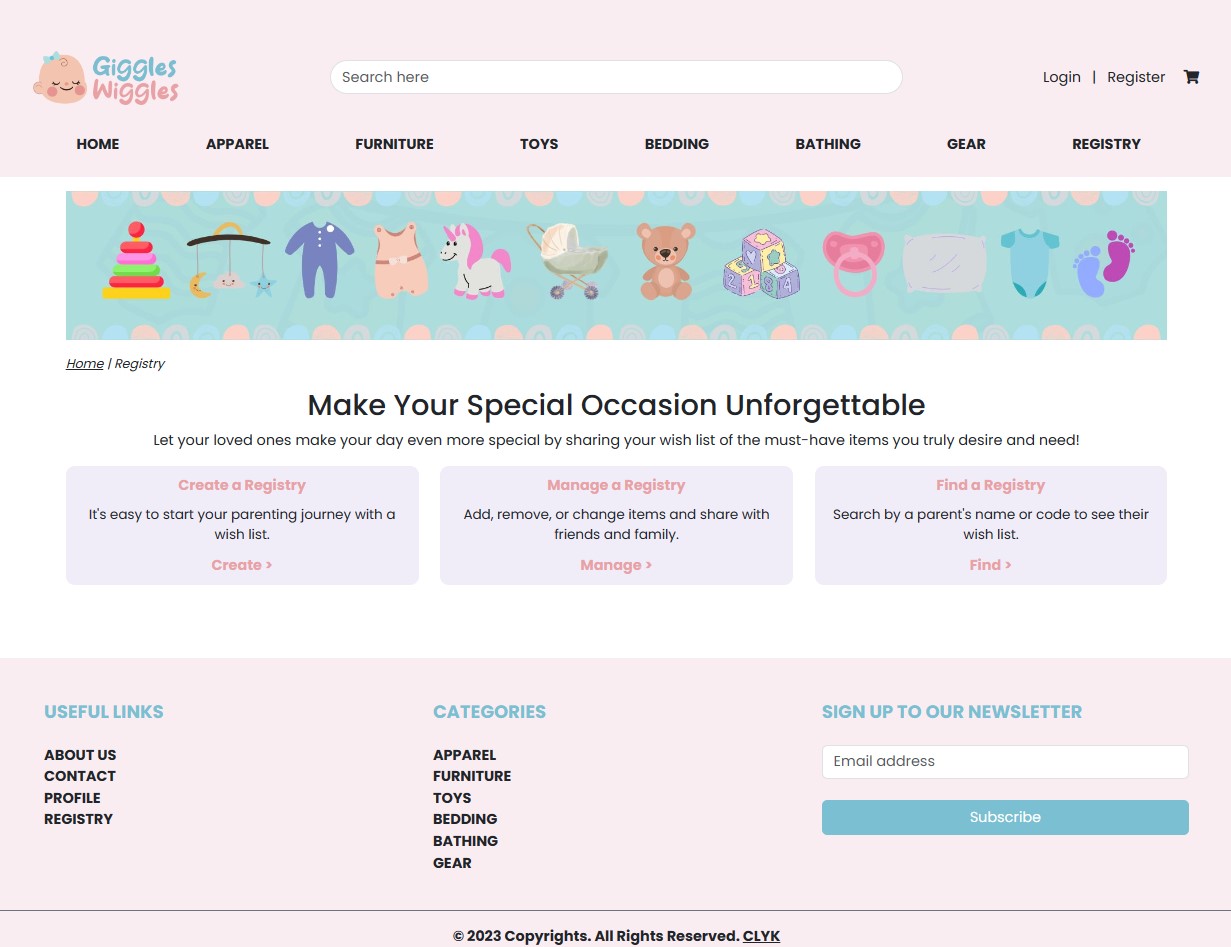 Giggles
Wiggles
Search here
Login | Register
HOME APPAREL FURNITURE TOYS BEDDING BATHING GEAR REGISTRY
Home | Registry
Make Your Special Occasion Unforgettable
Let your loved ones make your day even more special by sharing your wish list of the must-have items you truly desire and need!
Create a Registry
It's easy to start your parenting journey with a
wish list.
Create >
Manage a Registry
Add, remove, or change items and share with
friends and family.
Manage >
Find a Registry
Search by a parent's name or code to see their
wish list.
Find >
USEFUL LINKS
ABOUT US
CONTACT
PROFILE
REGISTRY
CATEGORIES
APPAREL
FURNITURE
TOYS
BEDDING
BATHING
GEAR
SIGN UP TO OUR NEWSLETTER
Email address
Subscribe
© 2023 Copyrights. All Rights Reserved. CLYK